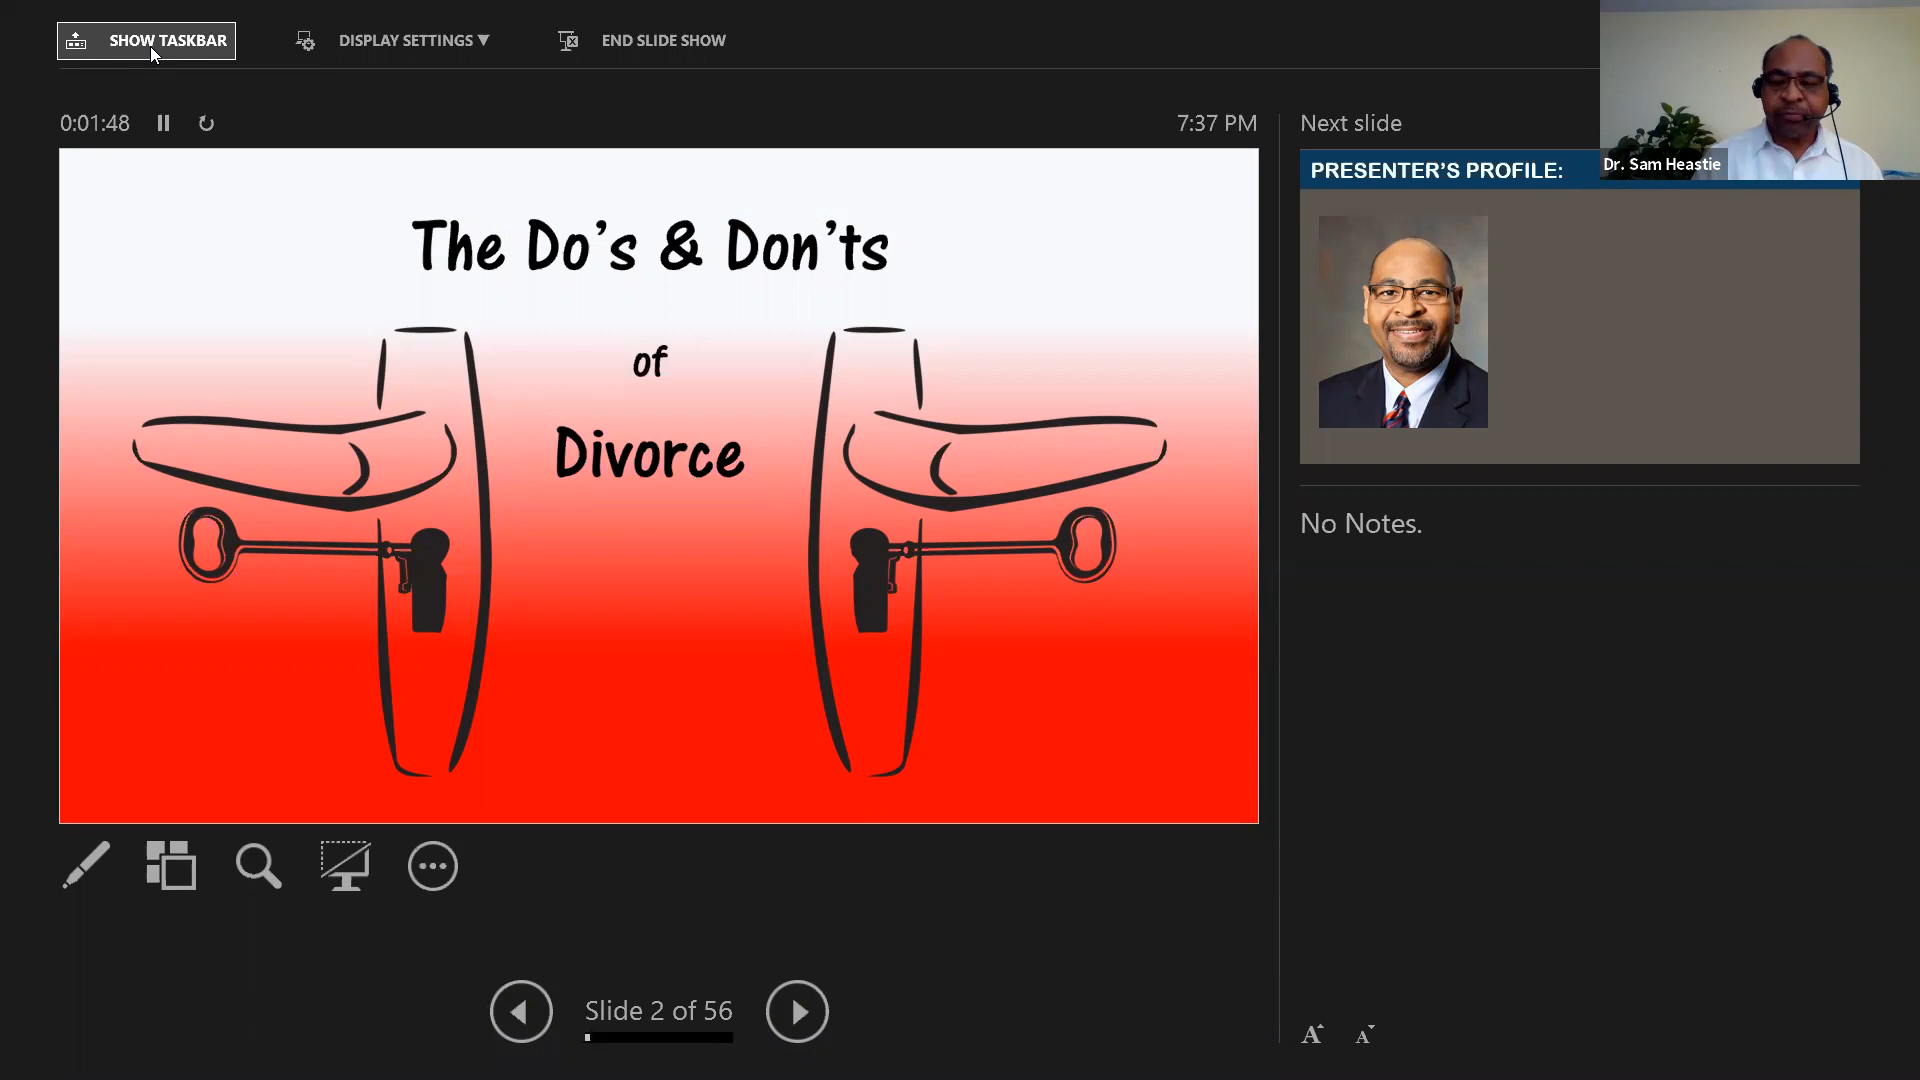 SHOW TASKBAR
DISPLAY SETTINGS ▼
END SLIDE SHOW
0:01:48
7:37 PM
The Do's & Don'ts
of
Divorce
Slide 2 of 56
Next slide
PRESENTER'S PROFILE:
Dr. Sam Heastie
No Notes.
A
A